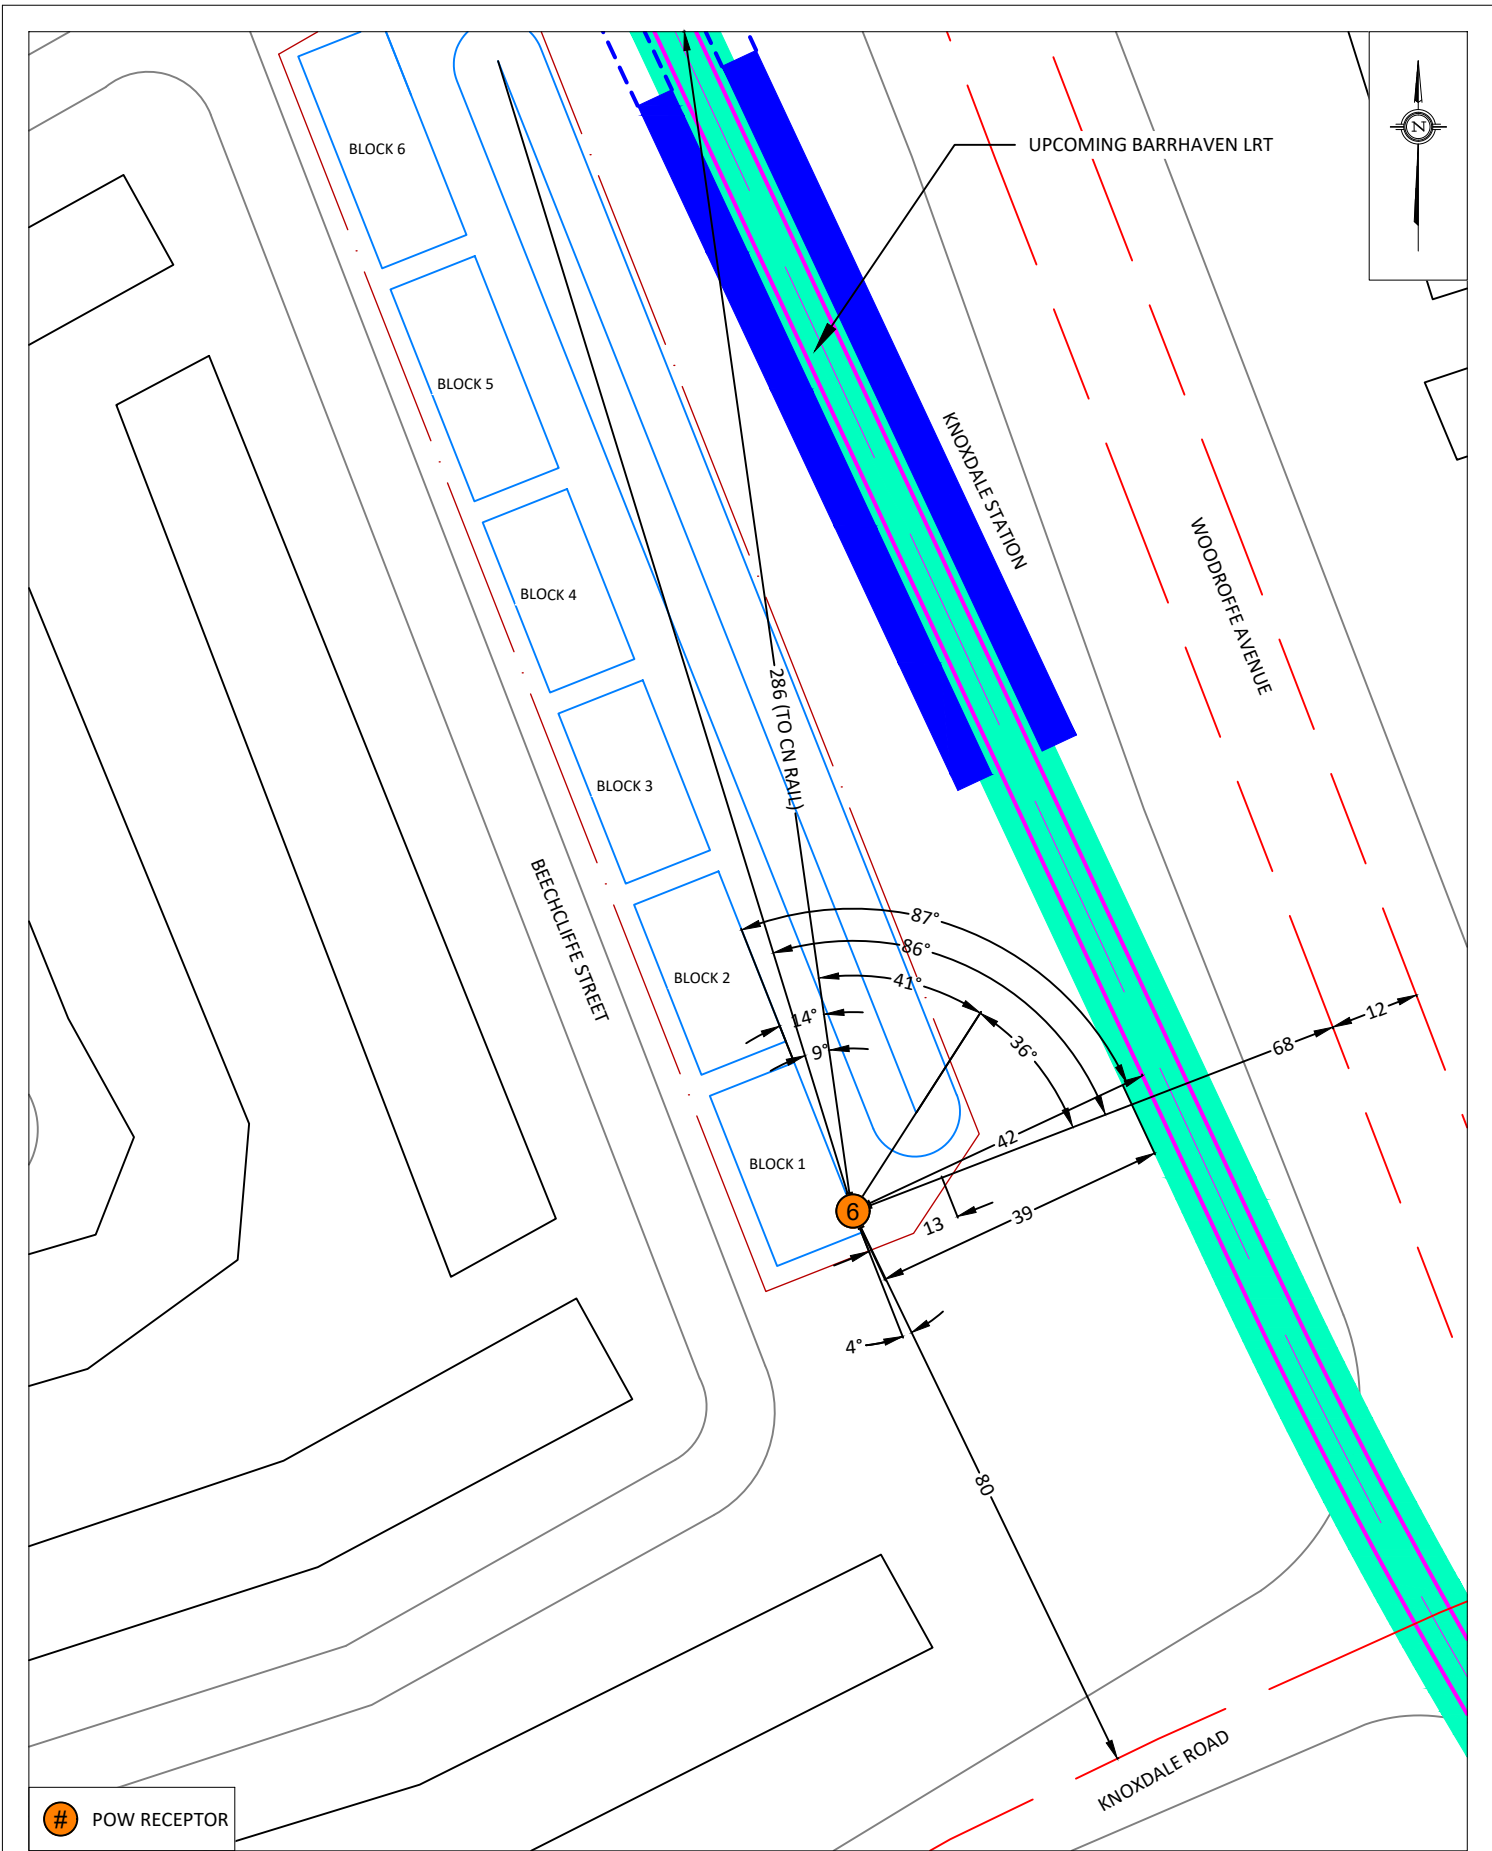 BLOCK 6
UPCOMING BARRHAVEN LRT
N
BLOCK 5
KNOXDALE STATION
BLOCK 4
WOODROFFE AVENUE
286 (TO CN RAIL)
BLOCK 3
BEECHCLIFFE STREET
87°
86°
BLOCK 2
41°
14°
9°
36°
68
12
42
BLOCK 1
6
13
39
4°
80
KNOXDALE ROAD
# POW RECEPTOR